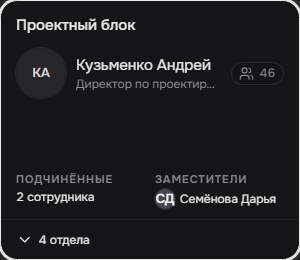 Проектный блок
КА
Кузьменко Андрей
Директор по проектир...
46
ПОДЧИНЁННЫЕ
2 сотрудника
ЗАМЕСТИТЕЛИ
СД Семёнова Дарья
4 отдела